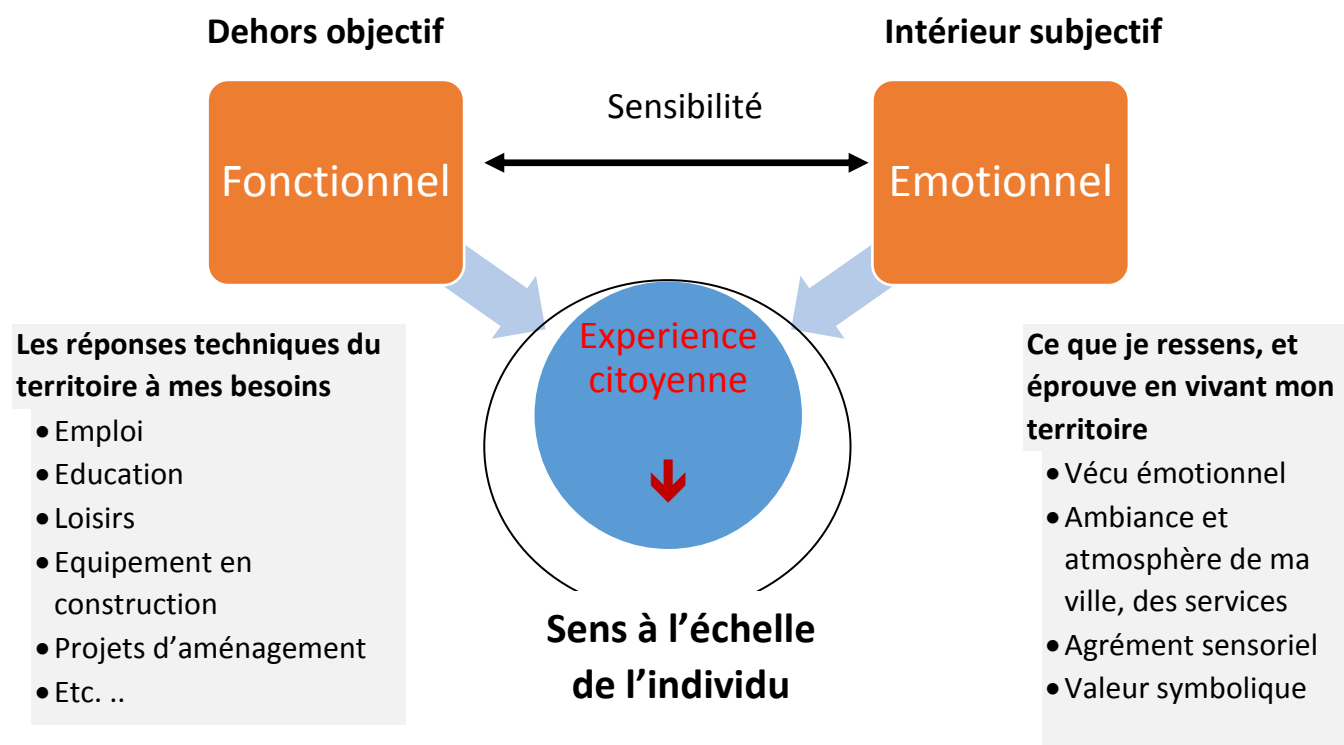 Dehors objectif
Intérieur subjectif
Sensibilité
Fonctionnel
Emotionnel
Experience
citoyenne
Les réponses techniques du
territoire à mes besoins
• Emploi
• Education
• Loisirs
• Equipement en
construction
• Projets d’aménagement
• Etc. ..
Sens à l’échelle
de l’individu
Ce que je ressens, et
éprouve en vivant mon
territoire
• Vécu émotionnel
• Ambiance et
atmosphère de ma
ville, des services
• Agrément sensoriel
• Valeur symbolique